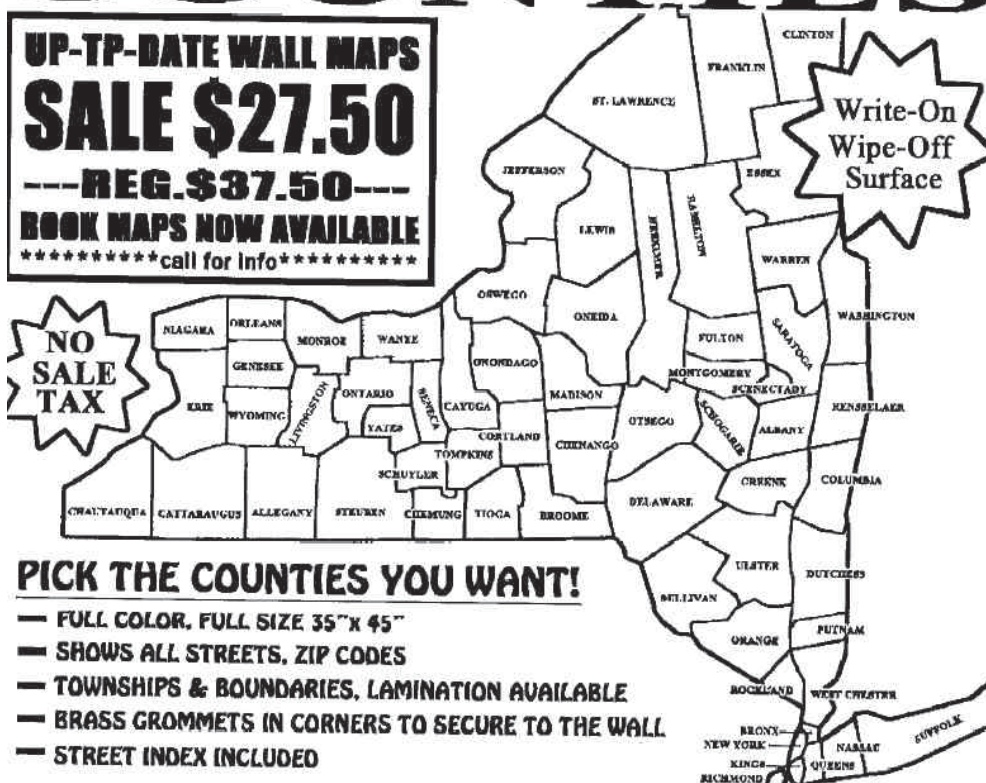 COUNTIES
UP-TP-DATE WALL MAPS
SALE $27.50
---REG.$37.50---
BOOK MAPS NOW AVAILABLE
**********call for info**********
Write-On
Wipe-Off
Surface
NO
SALE
TAX
CLINTON
FRANKLIN
ST. LAWRENCE
JEFFERSON
ESSEX
LEWIS
HERKIMER
HAMILTON
WARREN
OSWEGO
ONEIDA
WASHINGTON
NIAGARA
ORLEANS
MONROE
WANYE
FULTON
SARATOGA
GENESEE
ONONDAGO
MONTGOMERY
SCENECTADY
ERIE
WYOMING
LIVINGSTON
ONTARIO
SENECA
CAYUGA
MADISON
RENSSELAER
YATES
CORTLAND
CHENANGO
OTSEGO
SCHOGARIE
ALBANY
TOMPKINS
SCHUYLER
GREENE
COLUMBIA
CHAUTAUQUA
CATTARAUGUS
ALLEGANY
STEUBEN
CHEMUNG
TIOGA
BROOME
DELAWARE
PICK THE COUNTIES YOU WANT!
ULSTER
DUTCHESS
SULLIVAN
— FULL COLOR, FULL SIZE 35"x 45"
— SHOWS ALL STREETS, ZIP CODES
— TOWNSHIPS & BOUNDARIES, LAMINATION AVAILABLE
— BRASS GROMMETS IN CORNERS TO SECURE TO THE WALL
— STREET INDEX INCLUDED
ORANGE
PUTNAM
ROCKLAND
WEST CHESTER
BRONX
NEW YORK
KINGS
RICHMOND
QUEENS
NASSAU
SUFFOLK